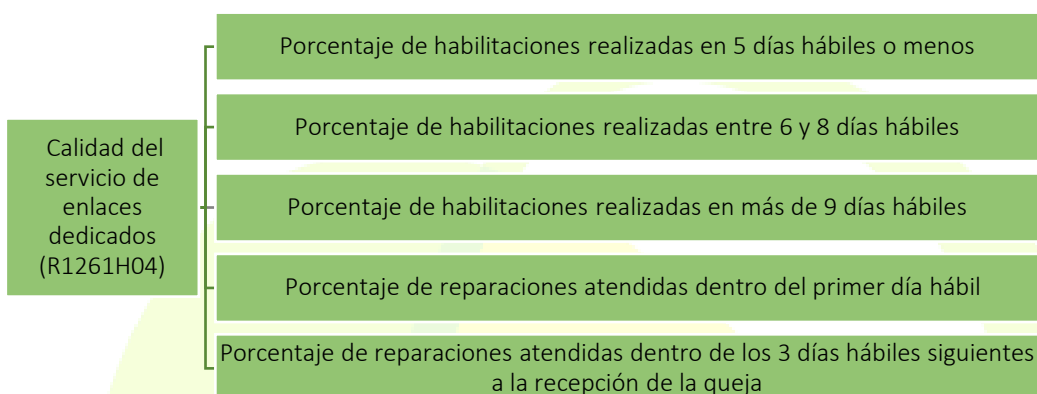 Porcentaje de habilitaciones realizadas en 5 días hábiles o menos
Porcentaje de habilitaciones realizadas entre 6 y 8 días hábiles
Calidad del
servicio de
enlaces
dedicados
(R1261H04)
Porcentaje de habilitaciones realizadas en más de 9 días hábiles
Porcentaje de reparaciones atendidas dentro del primer día hábil
Porcentaje de reparaciones atendidas dentro de los 3 días hábiles siguientes
a la recepción de la queja